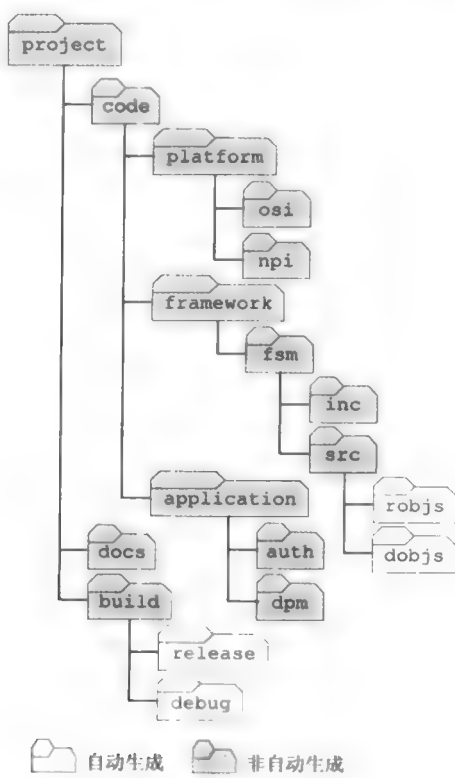 project
code
platform
osi
npi
framework
fsm
inc
src
robjs
dobjs
application
auth
dpm
docs
build
release
debug
自动生成 非自动生成